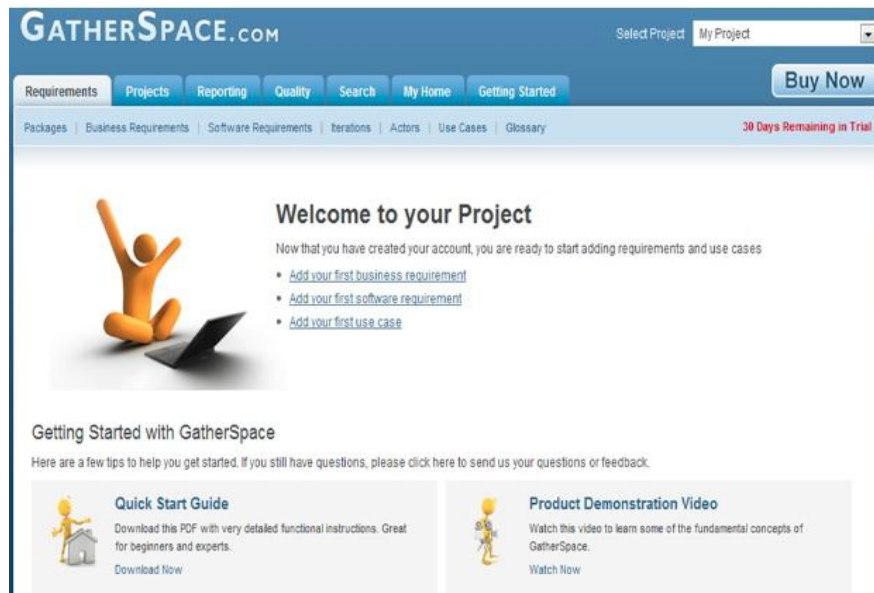 GATHERSPACE.COM
Select Project My Project
Buy Now
Requirements Projects Reporting Quality Search My Home Getting Started
Packages | Business Requirements | Software Requirements | Iterations | Actors | Use Cases | Glossary
30 Days Remaining in Trial
Welcome to your Project
Now that you have created your account, you are ready to start adding requirements and use cases
• Add your first business requirement
• Add your first software requirement
• Add your first use case
Getting Started with GatherSpace
Here are a few tips to help you get started. If you still have questions, please click here to send us your questions or feedback.
Quick Start Guide
Download this PDF with very detailed functional instructions. Great
for beginners and experts.
Download Now
Product Demonstration Video
Watch this video to learn some of the fundamental concepts of
GatherSpace.
Watch Now